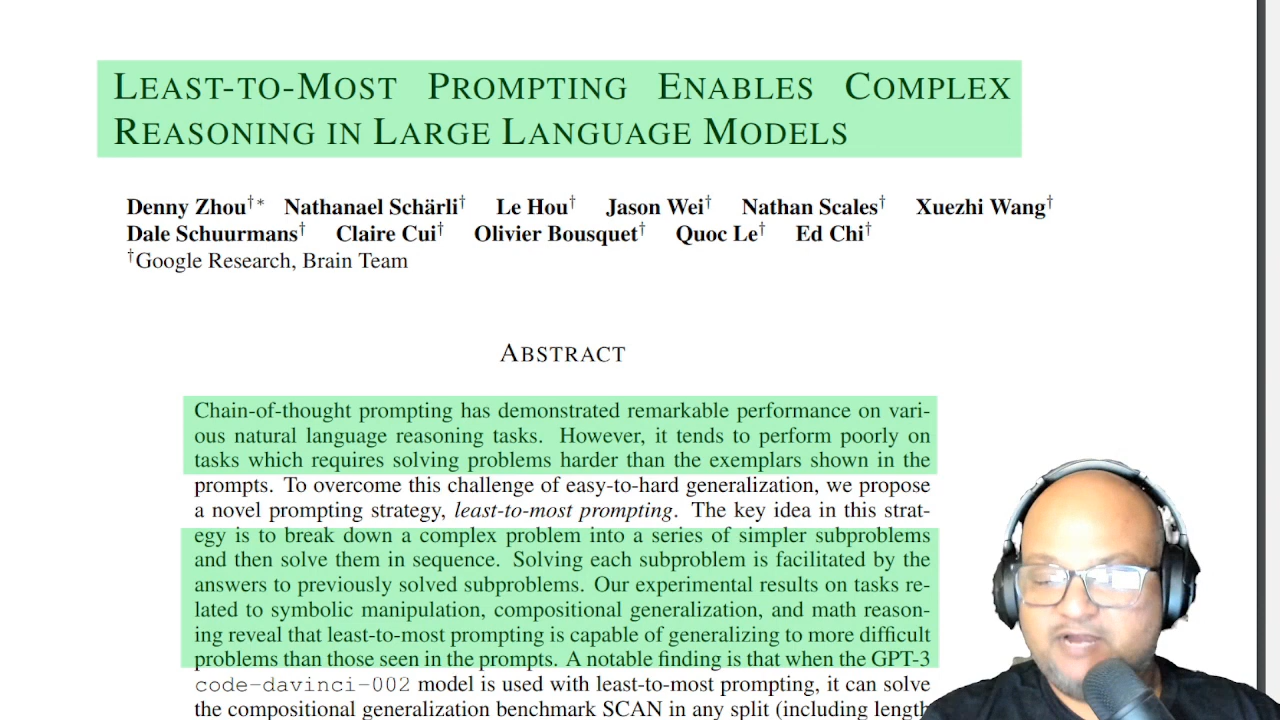 LEAST-TO-MOST PROMPTING ENABLES COMPLEX
REASONING IN LARGE LANGUAGE MODELS
Denny Zhou†* Nathanael Schärli† Le Hou† Jason Wei† Nathan Scales† Xuezhi Wang†
Dale Schuurmans† Claire Cui† Olivier Bousquet† Quoc Le† Ed Chi†
†Google Research, Brain Team
ABSTRACT
Chain-of-thought prompting has demonstrated remarkable performance on vari-
ous natural language reasoning tasks. However, it tends to perform poorly on
tasks which requires solving problems harder than the exemplars shown in the
prompts. To overcome this challenge of easy-to-hard generalization, we propose
a novel prompting strategy, least-to-most prompting. The key idea in this strat-
egy is to break down a complex problem into a series of simpler subproblems
and then solve them in sequence. Solving each subproblem is facilitated by the
answers to previously solved subproblems. Our experimental results on tasks re-
lated to symbolic manipulation, compositional generalization, and math reason-
ing reveal that least-to-most prompting is capable of generalizing to more difficult
problems than those seen in the prompts. A notable finding is that when the GPT-3
code-davinci-002 model is used with least-to-most prompting, it can solve
the compositional generalization benchmark SCAN in any split (including length